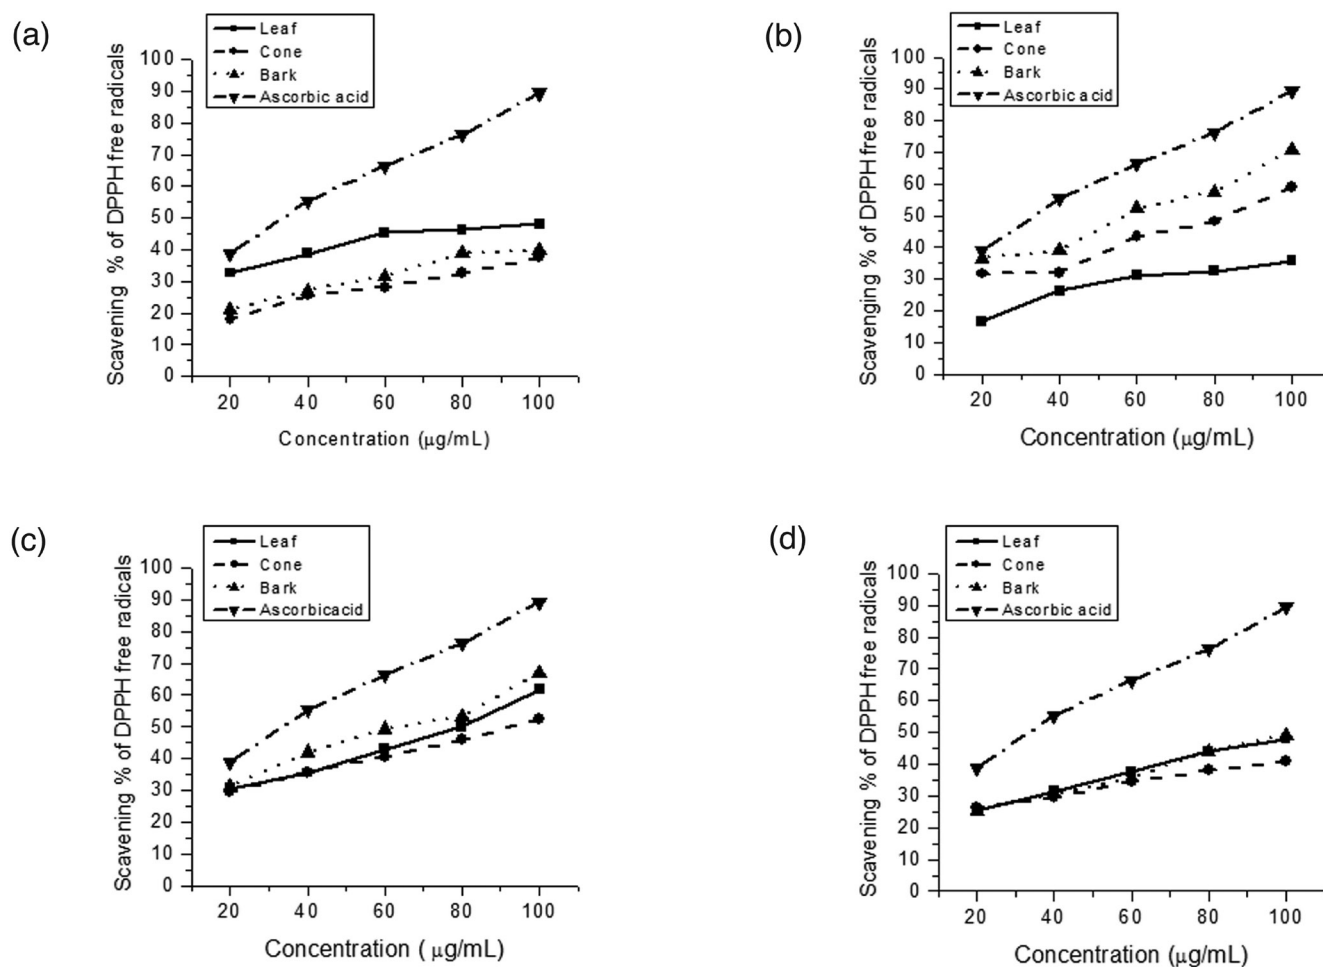 (a)
Leaf
Cone
Bark
Ascorbic acid
Scavening % of DPPH free radicals
100
90
80
70
60
50
40
30
20
10
0
20 40 60 80 100
Concentration (μg/mL)
(b)
Leaf
Cone
Bark
Ascorbic acid
Scavenging % of DPPH free radicals
100
90
80
70
60
50
40
30
20
10
0
20 40 60 80 100
Concentration (μg/mL)
(c)
Leaf
Cone
Bark
Ascorbicacid
Scavening % of DPPH free radicals
100
90
80
70
60
50
40
30
20
10
0
20 40 60 80 100
Concentration ( μg/mL)
(d)
Leaf
Cone
Bark
Ascorbic acid
Scavening % of DPPH free radicals
100
90
80
70
60
50
40
30
20
10
0
20 40 60 80 100
Concentration (μg/mL)